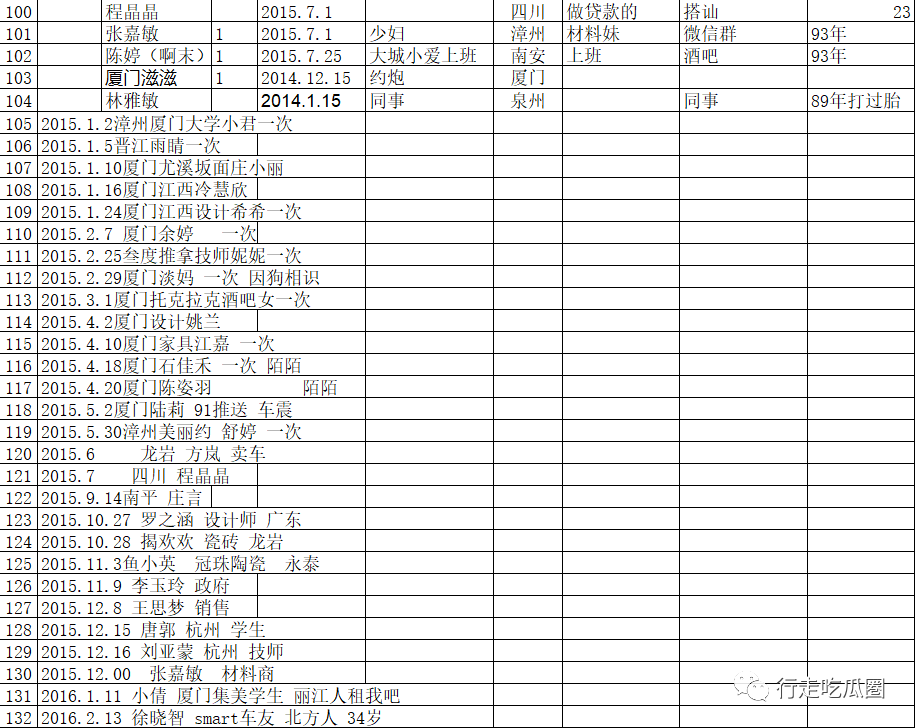 100 程晶晶 2015.7.1 四川 做贷款的 搭讪 23
101 张嘉敏 1 2015.7.1 少妇 漳州 材料妹 微信群 93年
102 陈婷（啊末） 1 2015.7.25 大城小爱上班 南安 上班 酒吧 93年
103 厦门滋滋 1 2014.12.15 约炮 厦门
104 林雅敏 2014.1.15 同事 泉州 同事 89年打过胎
105 2015.1.2漳州厦门大学小君一次
106 2015.1.5晋江雨晴一次
107 2015.1.10厦门尤溪坂面庄小丽
108 2015.1.16厦门江西冷慧欣
109 2015.1.24厦门江西设计希希一次
110 2015.2.7 厦门余婷 一次
111 2015.2.25叁度推拿技师妮妮一次
112 2015.2.29厦门淡妈 一次 因狗相识
113 2015.3.1厦门托克拉克酒吧女一次
114 2015.4.2厦门设计姚兰
115 2015.4.10厦门家具江嘉 一次
116 2015.4.18厦门石佳禾 一次 陌陌
117 2015.4.20厦门陈姿羽 陌陌
118 2015.5.2厦门陆莉 91推送 车震
119 2015.5.30漳州美丽约 舒婷 一次
120 2015.6 龙岩 方岚 卖车
121 2015.7 四川 程晶晶
122 2015.9.14南平 庄言
123 2015.10.27 罗之涵 设计师 广东
124 2015.10.28 揭欢欢 瓷砖 龙岩
125 2015.11.3鱼小英 冠珠陶瓷 永泰
126 2015.11.9 李玉玲 政府
127 2015.12.8 王思梦 销售
128 2015.12.15 唐郭 杭州 学生
129 2015.12.16 刘亚蒙 杭州 技师
130 2015.12.00 张嘉敏 材料商
131 2016.1.11 小倩 厦门集美学生 丽江人租我吧
132 2016.2.13 徐晓智 smart车友 北方人 34岁
行走吃瓜圈